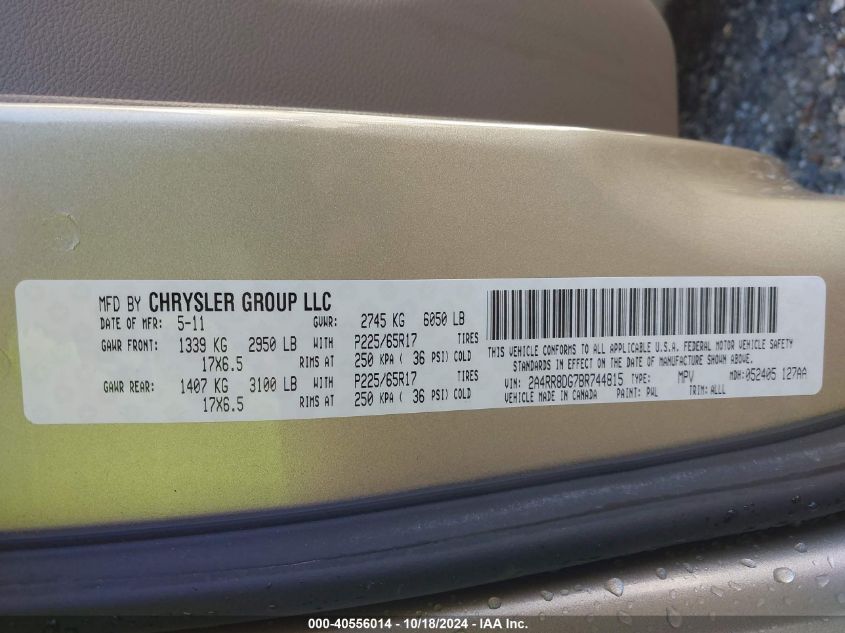 MFD BY CHRYSLER GROUP LLC
DATE OF MFR: 5-11 GVWR: 2745 KG 6050 LB
GAWR FRONT: 1339 KG 2950 LB WITH P225/65R17 TIRES
17X6.5 RIMS AT 250 KPA ( 36 PSI) COLD
GAWR REAR: 1407 KG 3100 LB WITH P225/65R17 TIRES
17X6.5 RIMS AT 250 KPA ( 36 PSI) COLD
THIS VEHICLE CONFORMS TO ALL APPLICABLE U.S.A. FEDERAL MOTOR VEHICLE SAFETY
STANDARDS IN EFFECT ON THE DATE OF MANUFACTURE SHOWN ABOVE.
VIN: 2A4RR8DG7BR744815 TYPE: MPV MDH: 052405 127AA
VEHICLE MADE IN CANADA PAINT: PWL TRIM: ALLL
000-40556014 - 10/18/2024 - IAA Inc.